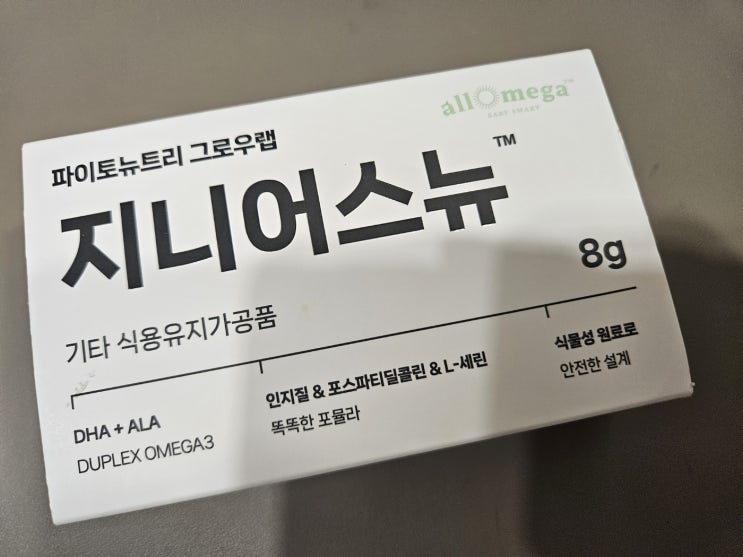 allOmega™
BABY SMART
파이토뉴트리 그로우랩
지니어스뉴™
8g
기타 식용유지가공품
DHA + ALA
DUPLEX OMEGA3
인지질 & 포스파티딜콜린 & L-세린
똑똑한 포뮬라
식물성 원료로
안전한 설계